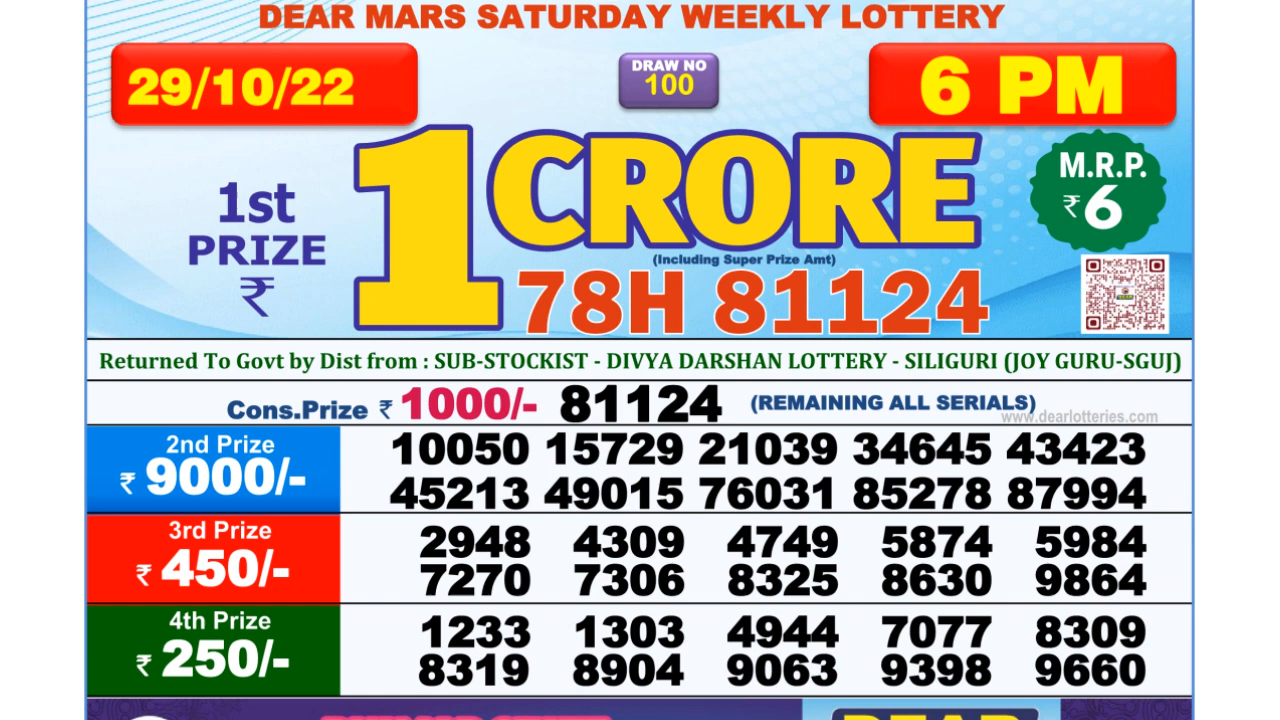 DEAR MARS SATURDAY WEEKLY LOTTERY
29/10/22
DRAW NO
100
6 PM
1st
PRIZE
₹
1 CRORE
(Including Super Prize Amt)
78H 81124
M.R.P.
₹ 6
Returned To Govt by Dist from : SUB-STOCKIST - DIVYA DARSHAN LOTTERY - SILIGURI (JOY GURU-SGUJ)
Cons.Prize ₹ 1000/- 81124 (REMAINING ALL SERIALS)
www.dearlotteries.com
2nd Prize
₹ 9000/-
10050 15729 21039 34645 43423
45213 49015 76031 85278 87994
3rd Prize
₹ 450/-
2948 4309 4749 5874 5984
7270 7306 8325 8630 9864
4th Prize
₹ 250/-
1233 1303 4944 7077 8309
8319 8904 9063 9398 9660
DEAR